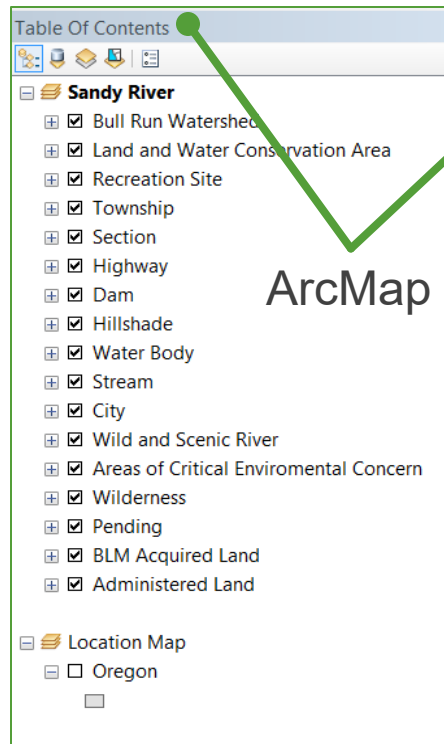 Table Of Contents
Sandy River
Bull Run Watershed
Land and Water Conservation Area
Recreation Site
Township
Section
Highway
Dam
ArcMap
Hillshade
Water Body
Stream
City
Wild and Scenic River
Areas of Critical Enviromental Concern
Wilderness
Pending
BLM Acquired Land
Administered Land
Location Map
Oregon